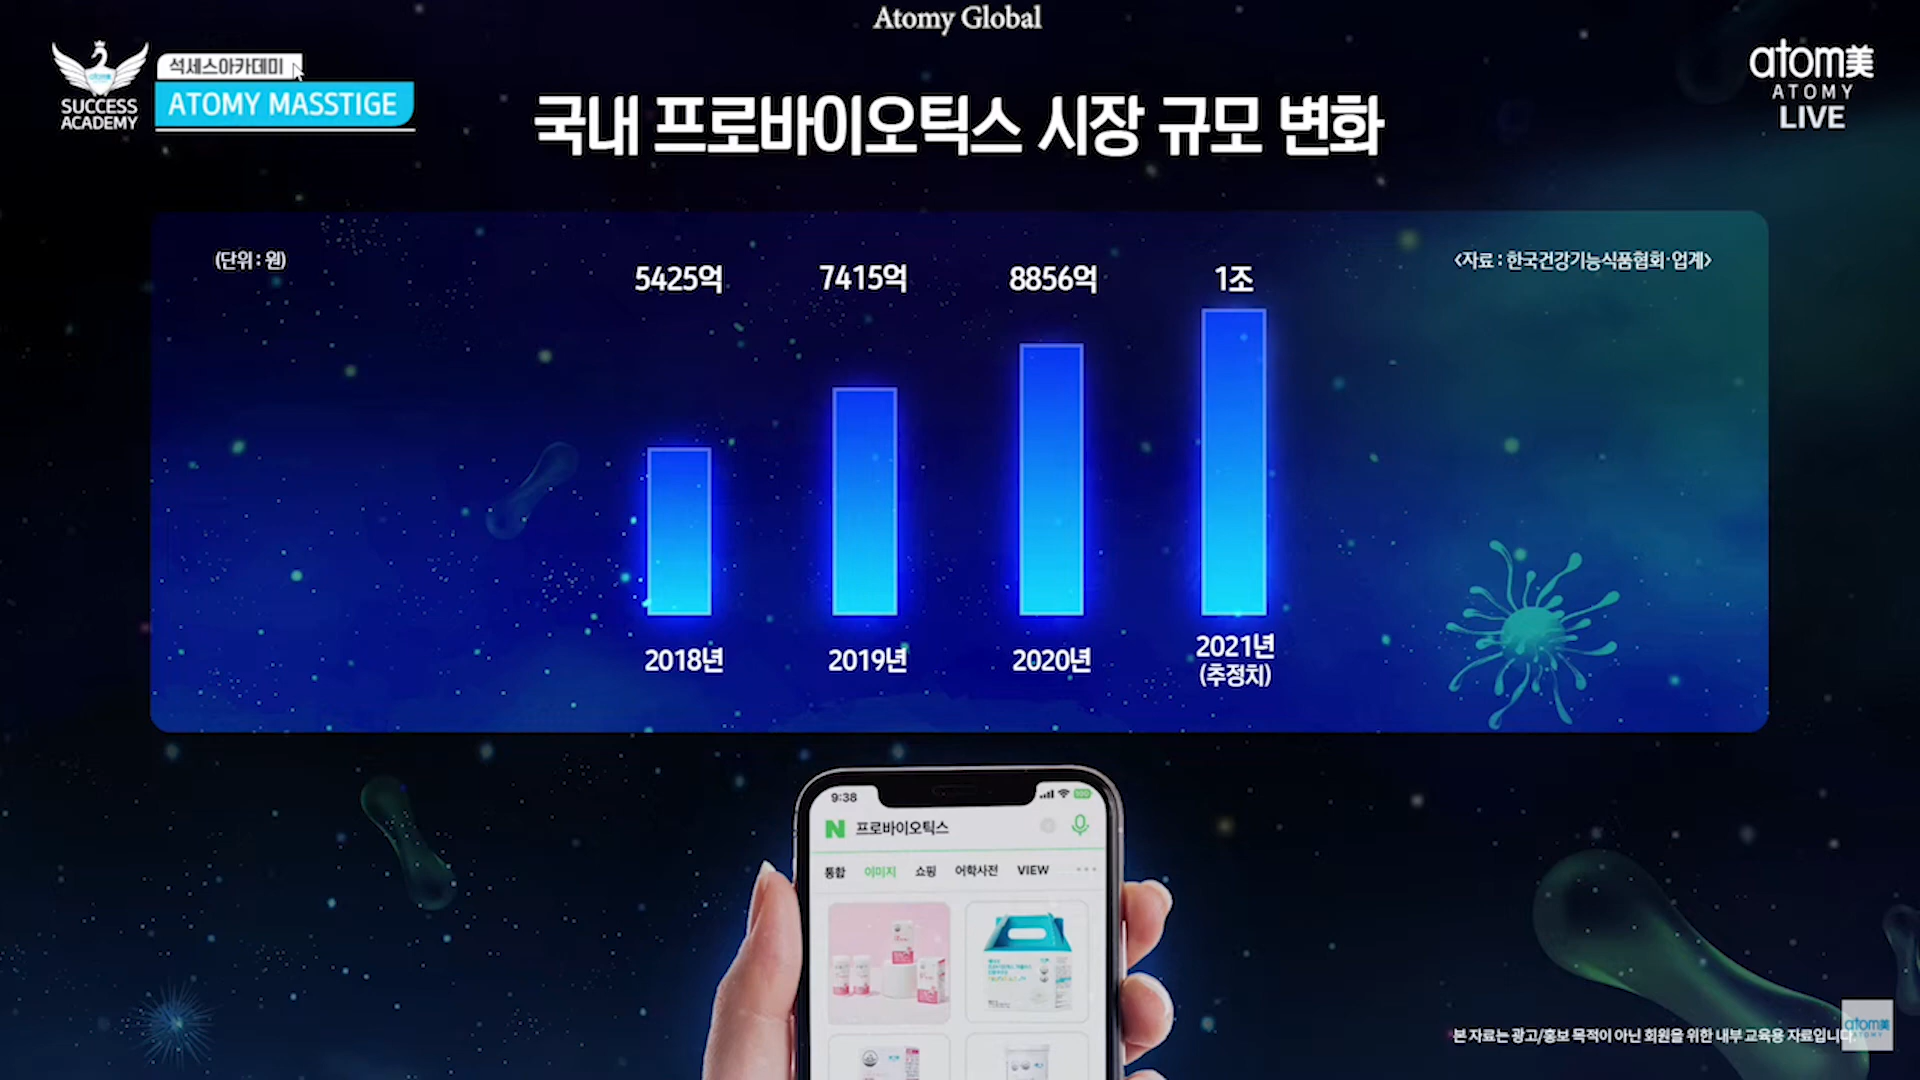 Atomy Global
SUCCESS
ACADEMY
석세스아카데미
ATOMY MASSTIGE
국내 프로바이오틱스 시장 규모 변화
atom美
ATOMY
LIVE
(단위 : 원)
<자료 : 한국건강기능식품협회·업계>
5425억
7415억
8856억
1조
2018년
2019년
2020년
2021년
(추정치)
9:38
100
N 프로바이오틱스
통합 이미지 쇼핑 어학사전 VIEW
*본 자료는 광고/홍보 목적이 아닌 회원을 위한 내부 교육용 자료입니다.
atom美
ATOMY